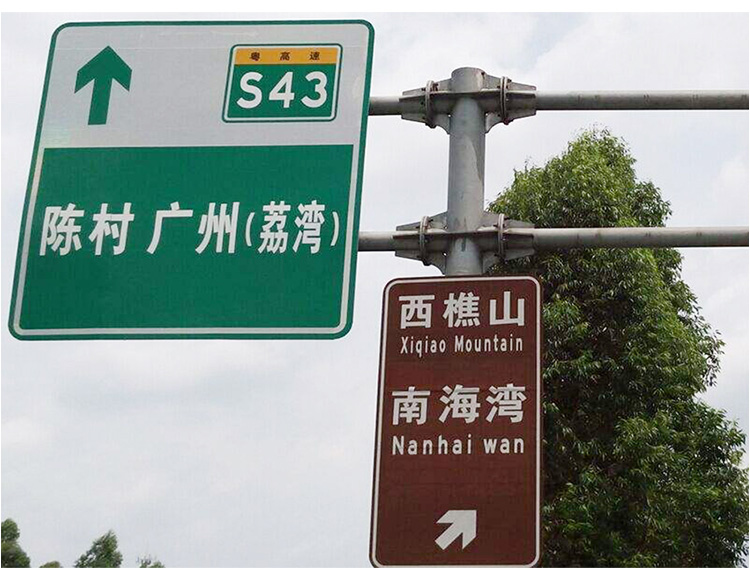 粤高速
S43
陈村 广州(荔湾)
西樵山
Xiqiao Mountain
南海湾
Nanhai wan